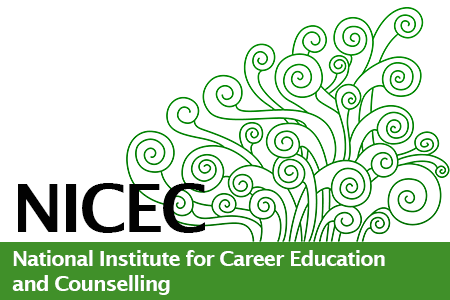 NICEC
National Institute for Career Education
and Counselling